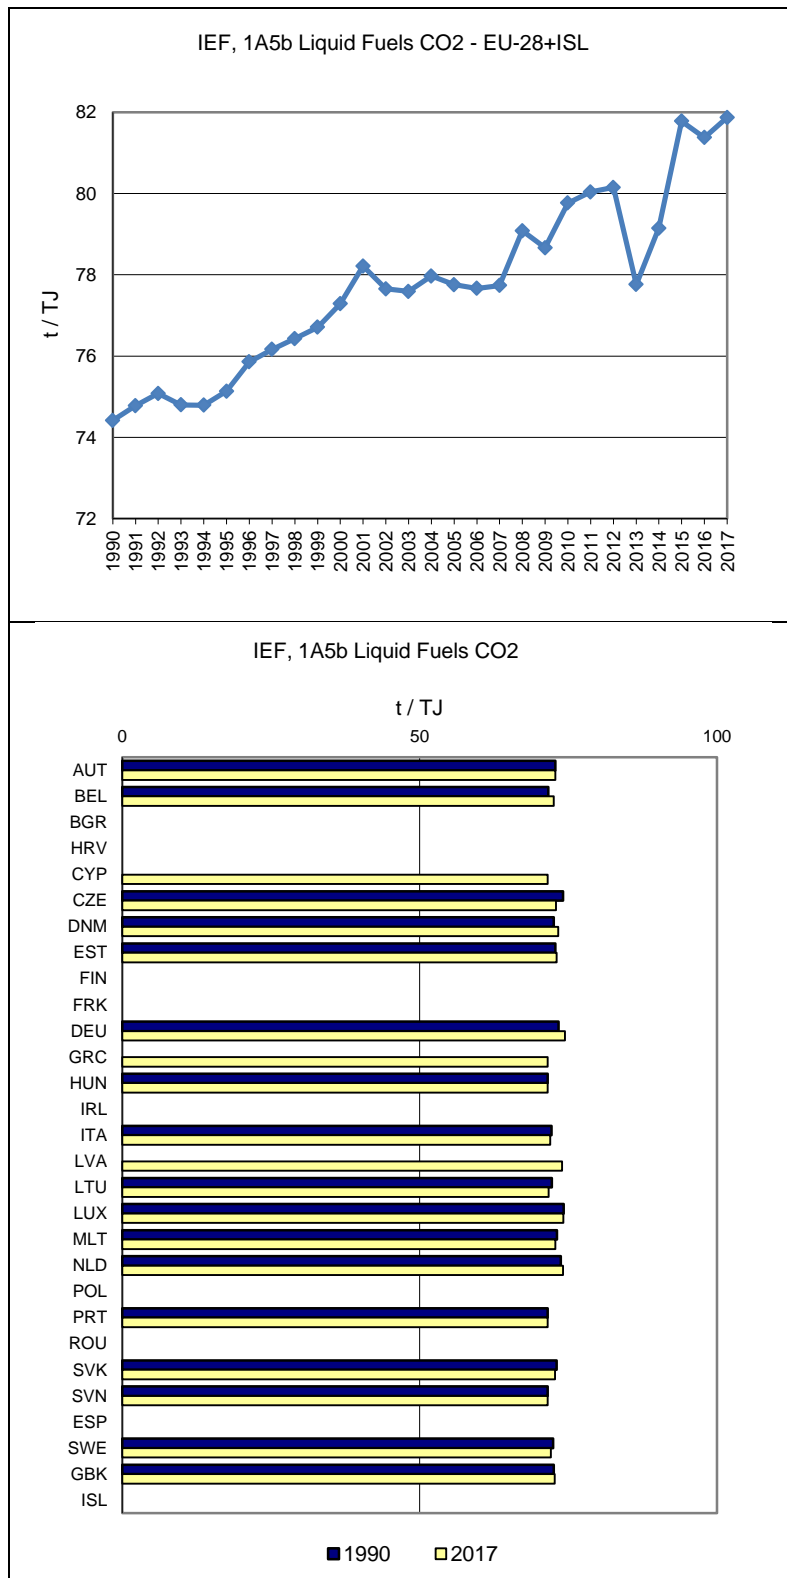 IEF, 1A5b Liquid Fuels CO2 - EU-28+ISL
82
80
78
76
74
72
t / TJ
1990 1991 1992 1993 1994 1995 1996 1997 1998 1999 2000 2001 2002 2003 2004 2005 2006 2007 2008 2009 2010 2011 2012 2013 2014 2015 2016 2017
IEF, 1A5b Liquid Fuels CO2
t / TJ
0 50 100
AUT
BEL
BGR
HRV
CYP
CZE
DNM
EST
FIN
FRK
DEU
GRC
HUN
IRL
ITA
LVA
LTU
LUX
MLT
NLD
POL
PRT
ROU
SVK
SVN
ESP
SWE
GBK
ISL
1990 2017